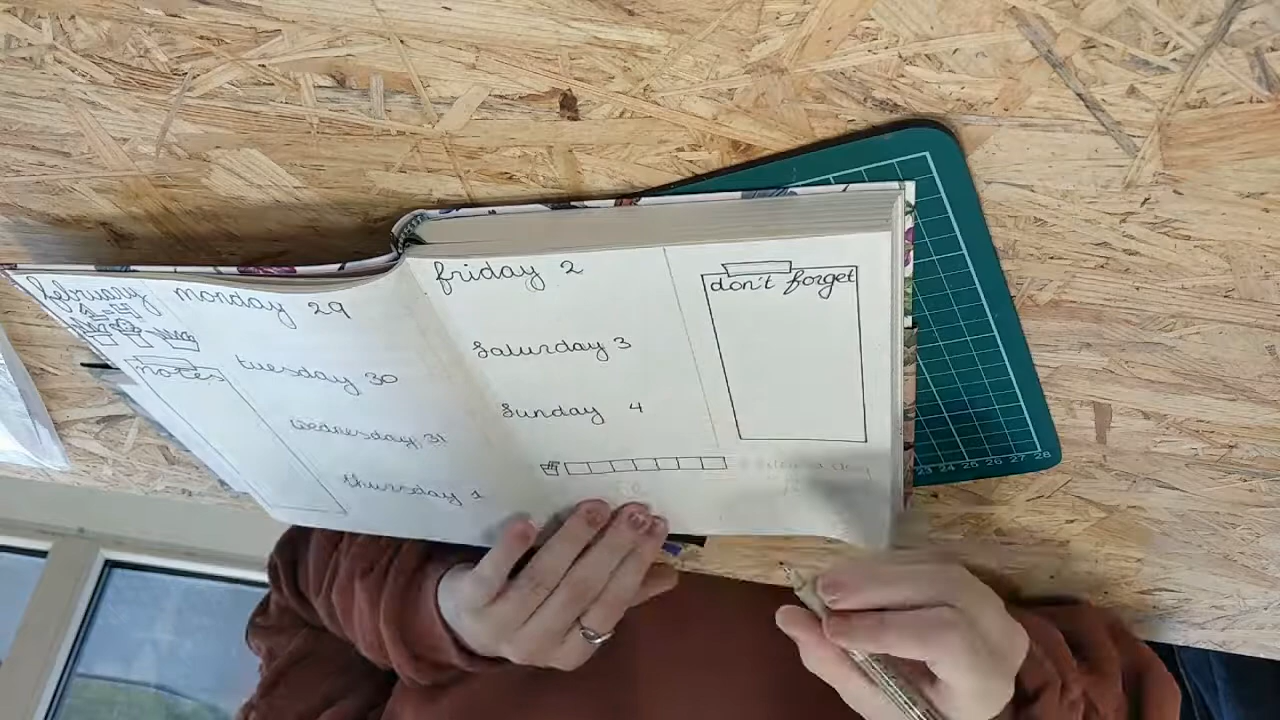 february
monday 29
notes
tuesday 30
wednesday 31
thursday 1
friday 2
saturday 3
sunday 4
don't forget
23 24 25 26 27 28